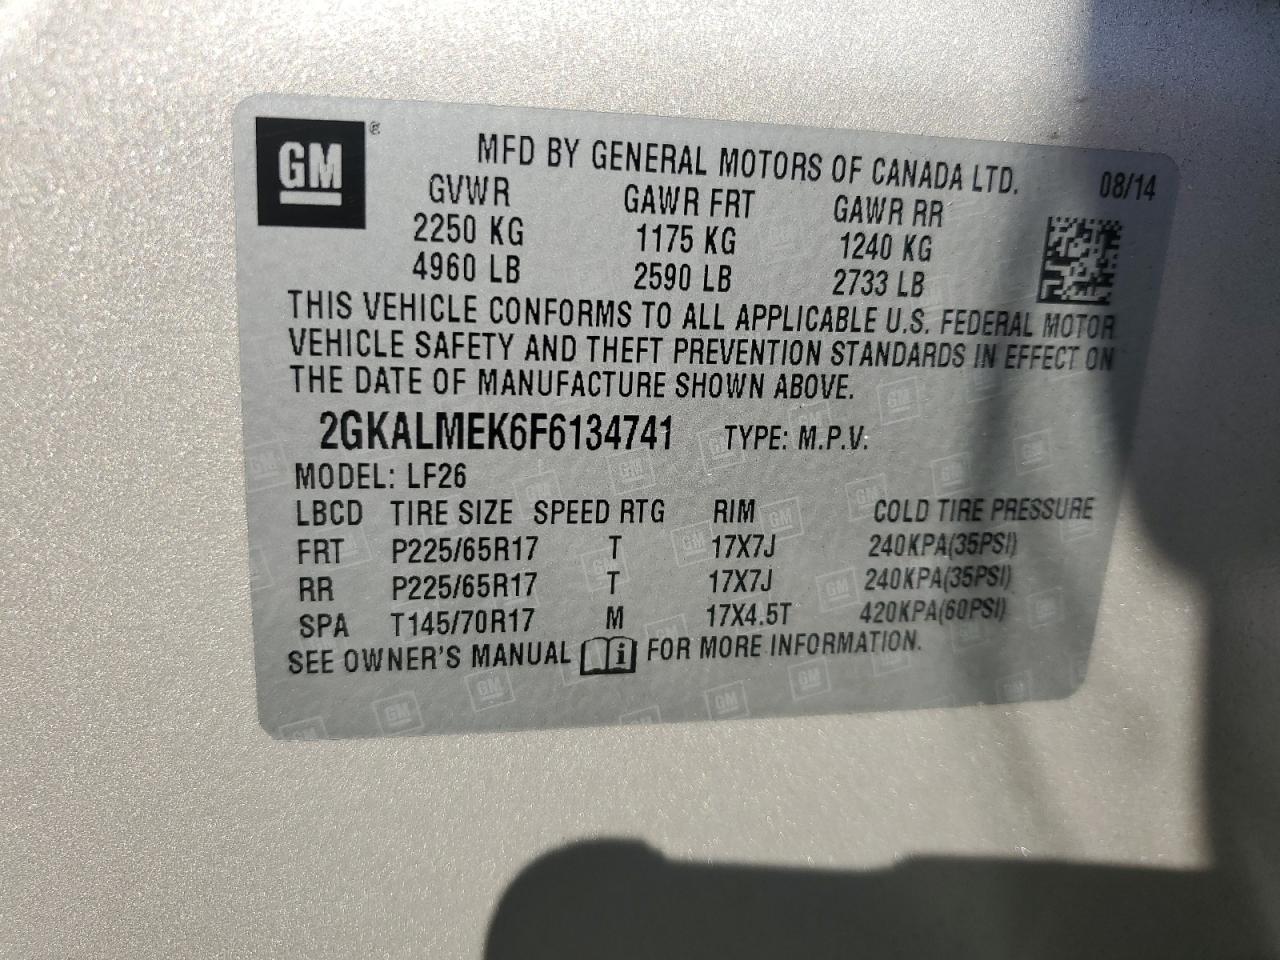 GM ®
MFD BY GENERAL MOTORS OF CANADA LTD. 08/14
GVWR GAWR FRT GAWR RR
2250 KG 1175 KG 1240 KG
4960 LB 2590 LB 2733 LB
THIS VEHICLE CONFORMS TO ALL APPLICABLE U.S. FEDERAL MOTOR
VEHICLE SAFETY AND THEFT PREVENTION STANDARDS IN EFFECT ON
THE DATE OF MANUFACTURE SHOWN ABOVE.
2GKALMEK6F6134741 TYPE: M.P.V.
MODEL: LF26
LBCD TIRE SIZE SPEED RTG RIM COLD TIRE PRESSURE
FRT P225/65R17 T 17X7J 240KPA(35PSI)
RR P225/65R17 T 17X7J 240KPA(35PSI)
SPA T145/70R17 M 17X4.5T 420KPA(60PSI)
SEE OWNER'S MANUAL i FOR MORE INFORMATION.